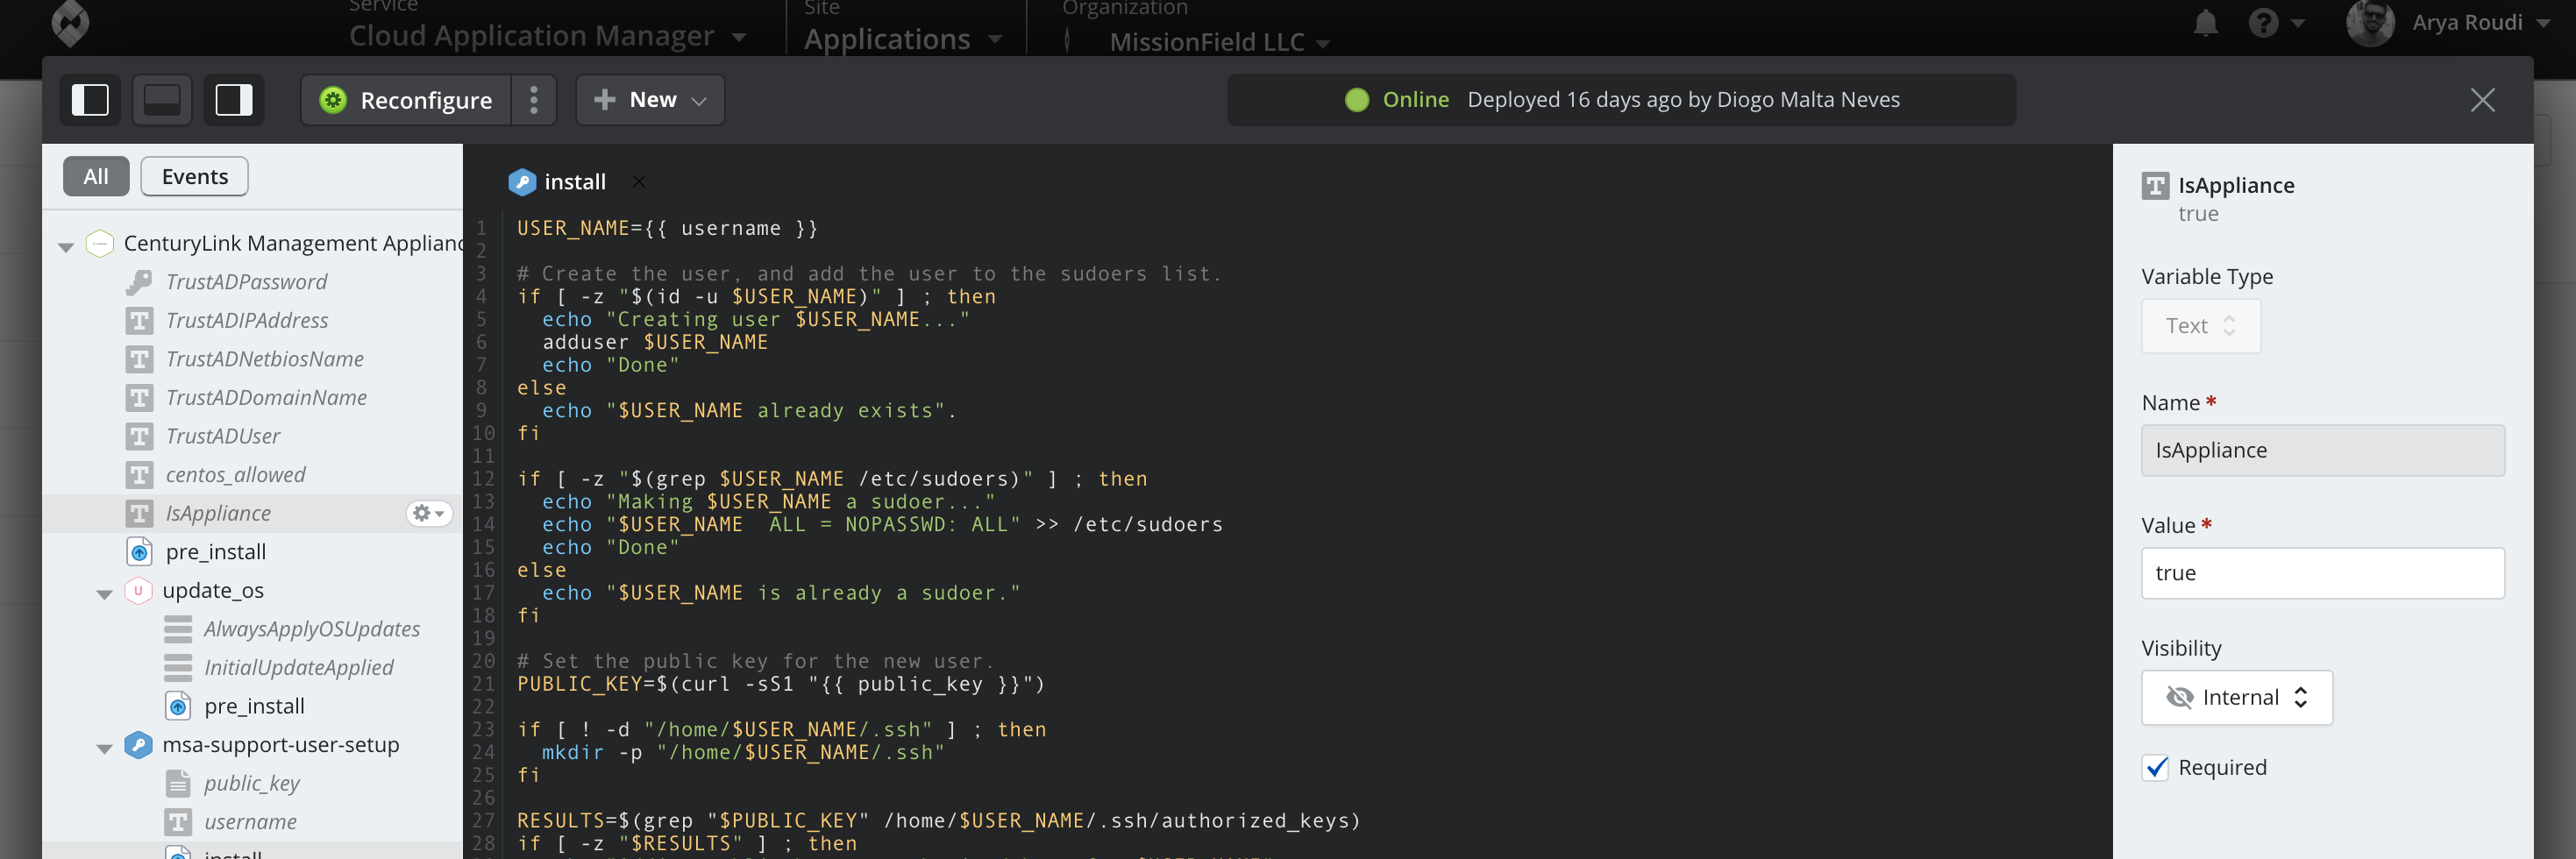 Service
Cloud Application Manager
Site
Applications
Organization
MissionField LLC
Arya Roudi
Reconfigure
New
Online Deployed 16 days ago by Diogo Malta Neves
All
Events
CenturyLink Management Applianc
TrustADPassword
TrustADIPAddress
TrustADNetbiosName
TrustADDomainName
TrustADUser
centos_allowed
IsAppliance
pre_install
U update_os
AlwaysApplyOSUpdates
InitialUpdateApplied
pre_install
msa-support-user-setup
public_key
username
install
install
1 USER_NAME={{ username }}
2
3 # Create the user, and add the user to the sudoers list.
4 if [ -z "$(id -u $USER_NAME)" ] ; then
5 echo "Creating user $USER_NAME..."
6 adduser $USER_NAME
7 echo "Done"
8 else
9 echo "$USER_NAME already exists".
10 fi
11
12 if [ -z "$(grep $USER_NAME /etc/sudoers)" ] ; then
13 echo "Making $USER_NAME a sudoer..."
14 echo "$USER_NAME  ALL = NOPASSWD: ALL" >> /etc/sudoers
15 echo "Done"
16 else
17 echo "$USER_NAME is already a sudoer."
18 fi
19
20 # Set the public key for the new user.
21 PUBLIC_KEY=$(curl -sS1 "{{ public_key }}")
22
23 if [ ! -d "/home/$USER_NAME/.ssh" ] ; then
24 mkdir -p "/home/$USER_NAME/.ssh"
25 fi
26
27 RESULTS=$(grep "$PUBLIC_KEY" /home/$USER_NAME/.ssh/authorized_keys)
28 if [ -z "$RESULTS" ] ; then
IsAppliance
true
Variable Type
Text
Name *
IsAppliance
Value *
true
Visibility
Internal
Required